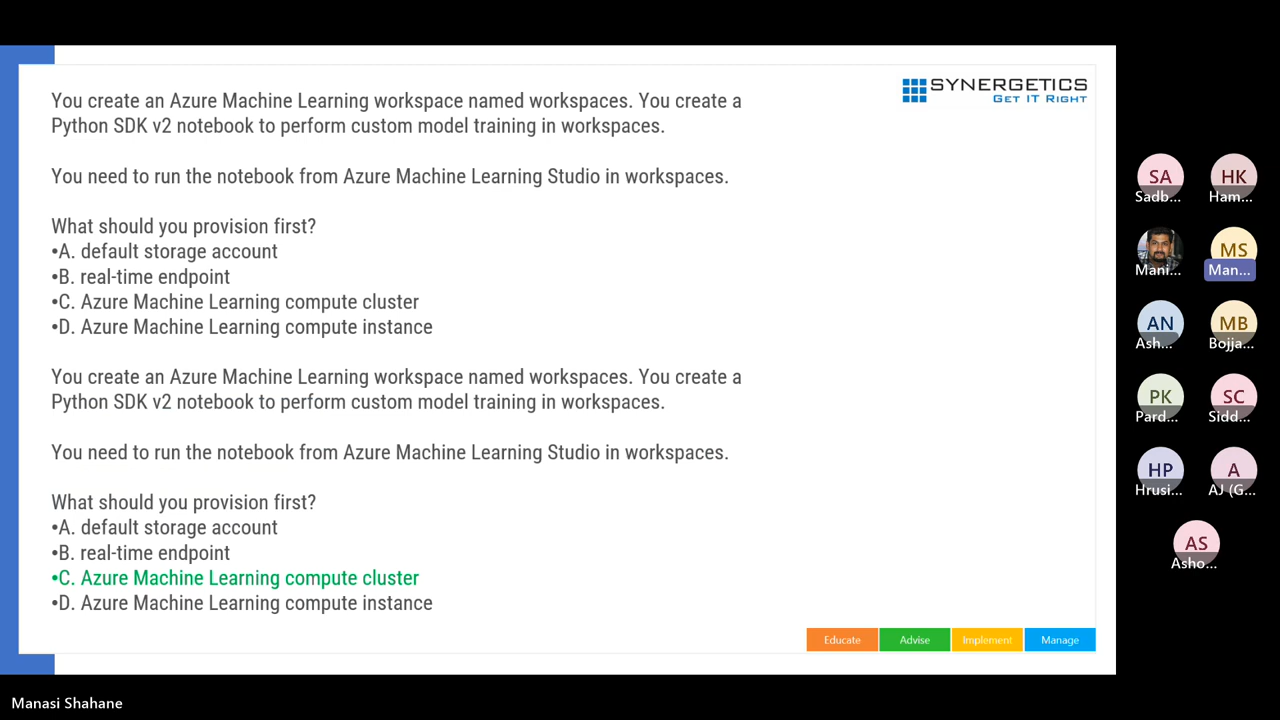 You create an Azure Machine Learning workspace named workspaces. You create a
Python SDK v2 notebook to perform custom model training in workspaces.
You need to run the notebook from Azure Machine Learning Studio in workspaces.
What should you provision first?
•A. default storage account
•B. real-time endpoint
•C. Azure Machine Learning compute cluster
•D. Azure Machine Learning compute instance
You create an Azure Machine Learning workspace named workspaces. You create a
Python SDK v2 notebook to perform custom model training in workspaces.
You need to run the notebook from Azure Machine Learning Studio in workspaces.
What should you provision first?
•A. default storage account
•B. real-time endpoint
•C. Azure Machine Learning compute cluster
•D. Azure Machine Learning compute instance
SYNERGETICS
GET IT RIGHT
Educate
Advise
Implement
Manage
SA
Sadb...
HK
Ham...
Mani...
MS
Man...
AN
Ash...
MB
Bojja...
PK
Pard...
SC
Sidd...
HP
Hrusi...
A
AJ (G...
AS
Asho...
Manasi Shahane